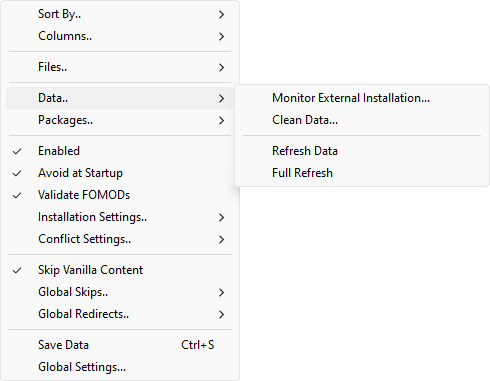 Sort By..
Columns..
Files..
Data..
Monitor External Installation...
Clean Data...
Refresh Data
Full Refresh
Packages..
Enabled
Avoid at Startup
Validate FOMODs
Installation Settings..
Conflict Settings..
Skip Vanilla Content
Global Skips..
Global Redirects..
Save Data Ctrl+S
Global Settings...